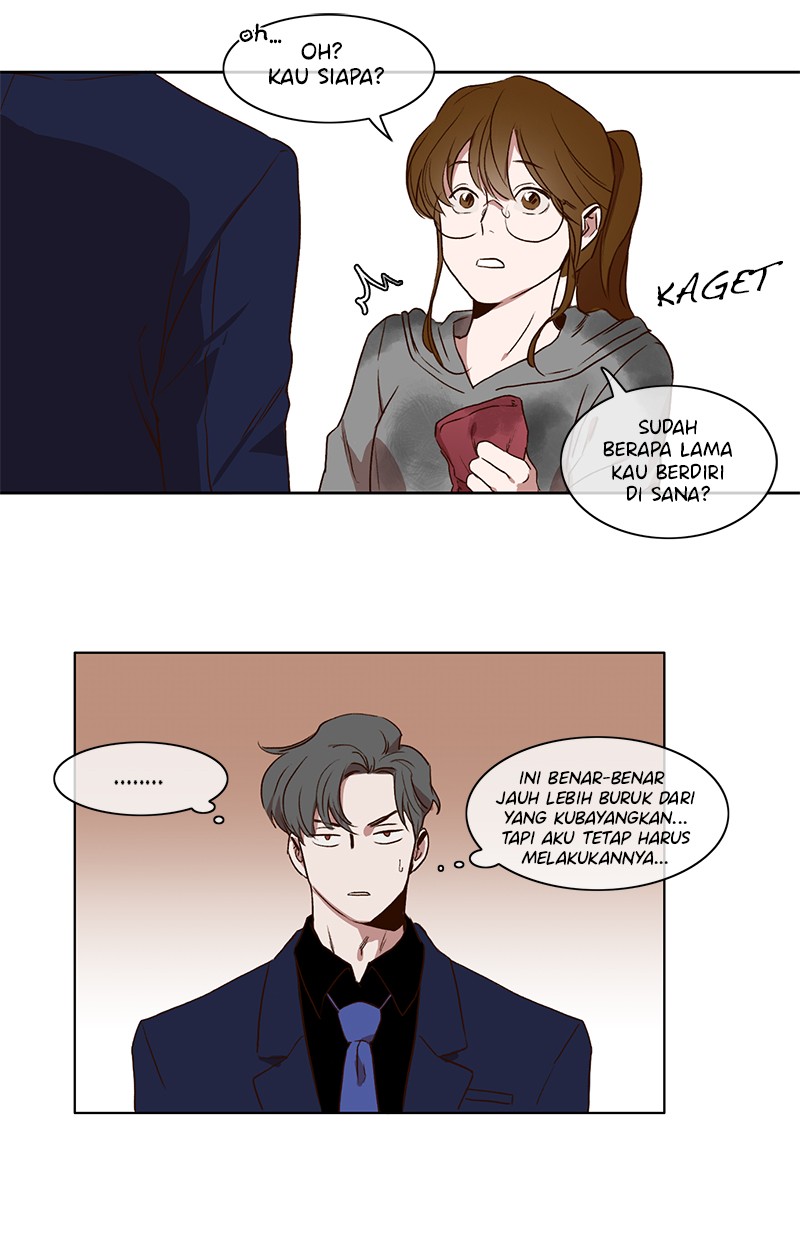 oh...
OH?
KAU SIAPA?
KAGET
SUDAH
BERAPA LAMA
KAU BERDIRI
DI SANA?
.........
INI BENAR-BENAR
JAUH LEBIH BURUK DARI
YANG KUBAYANGKAN...
TAPI AKU TETAP HARUS
MELAKUKANNYA...